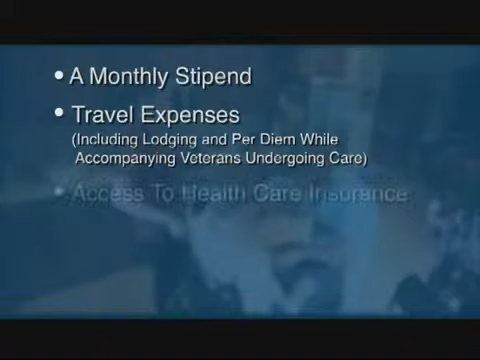 • A Monthly Stipend
• Travel Expenses
(Including Lodging and Per Diem While
Accompanying Veterans Undergoing Care)
• Access To Health Care Insurance